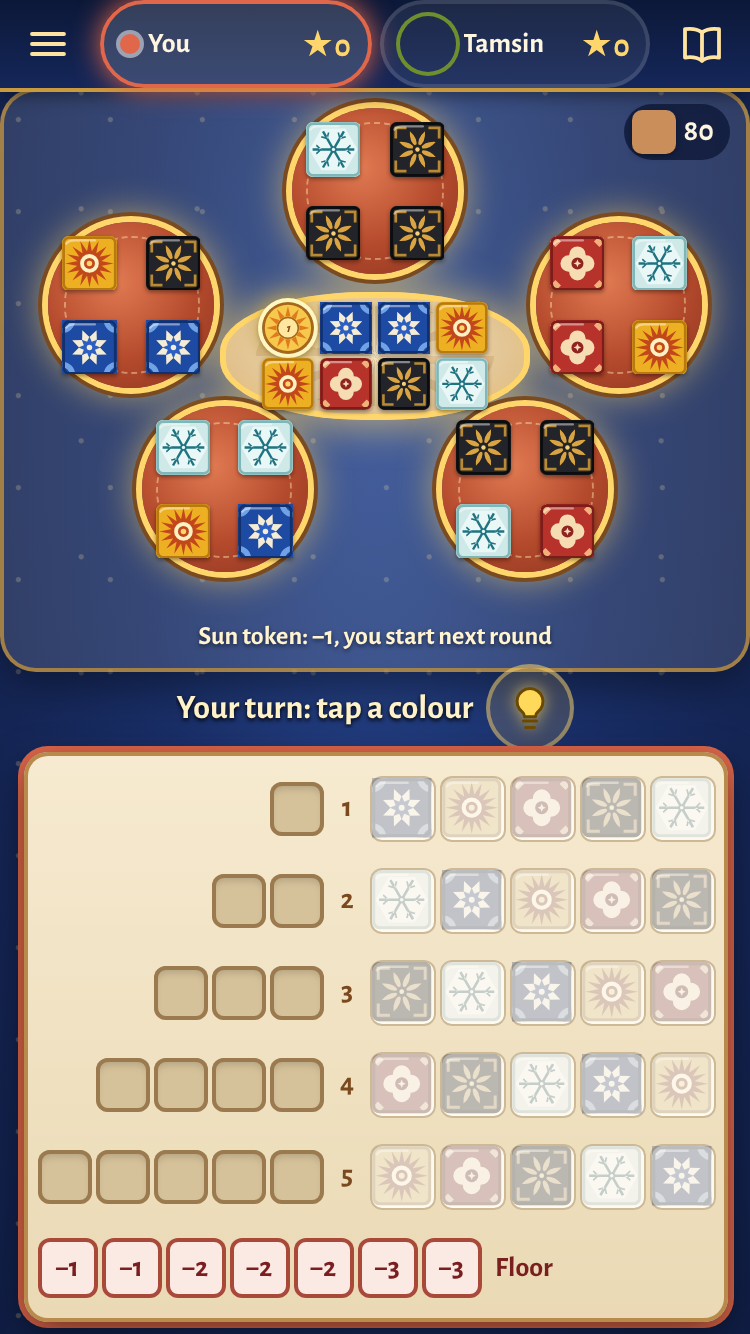 You ★0 Tamsin ★0
80
1
Sun token: –1, you start next round
Your turn: tap a colour
1
2
3
4
5
–1 –1 –2 –2 –2 –3 –3 Floor